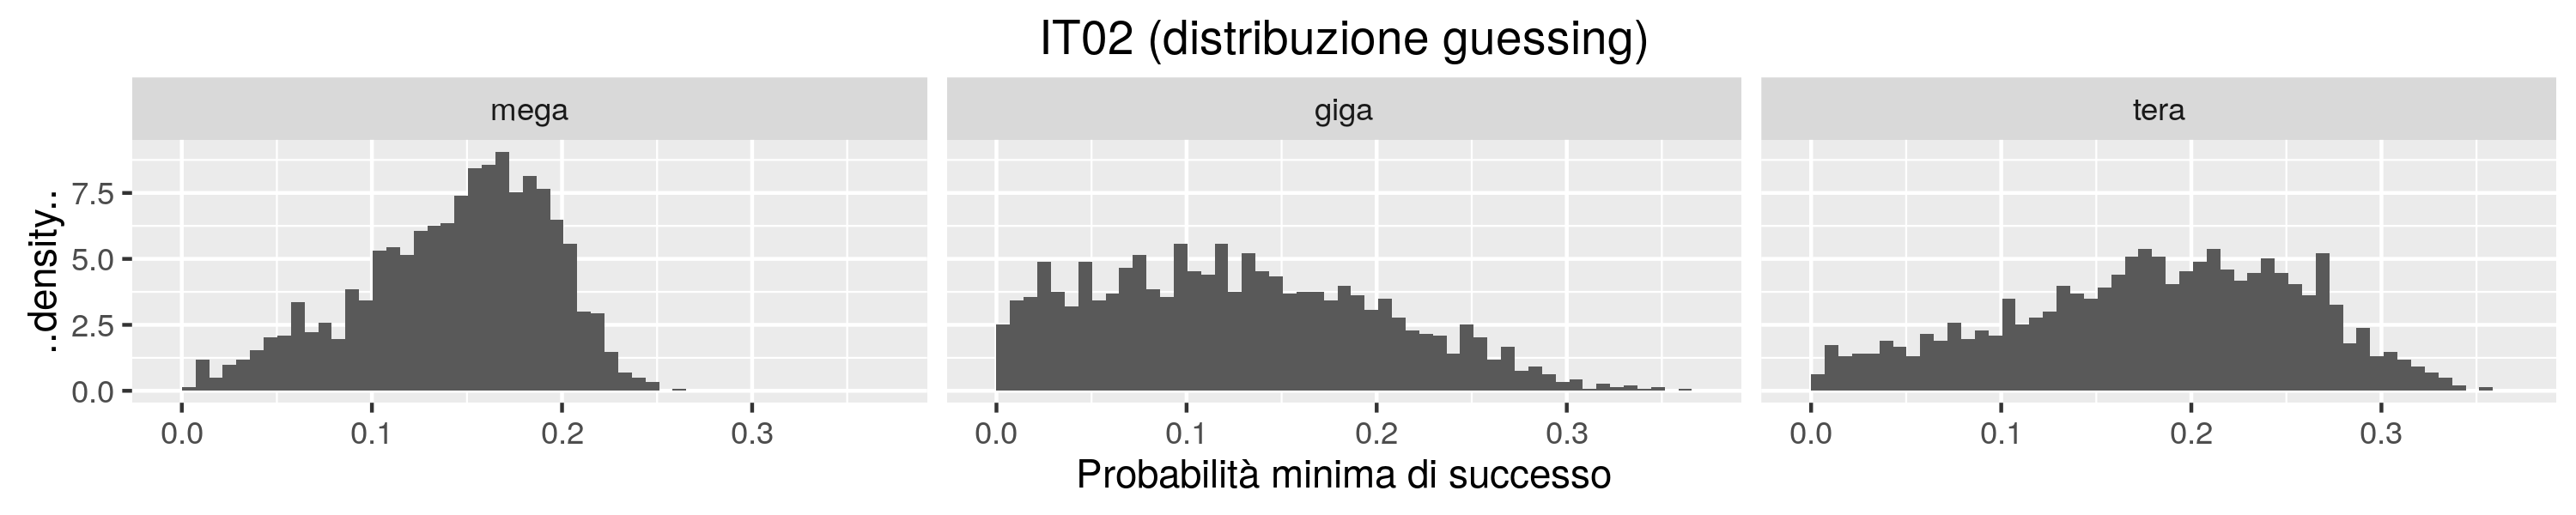 IT02 (distribuzione guessing)
mega
giga
tera
..density..
7.5
5.0
2.5
0.0
0.0 0.1 0.2 0.3
0.0 0.1 0.2 0.3
0.0 0.1 0.2 0.3
Probabilità minima di successo